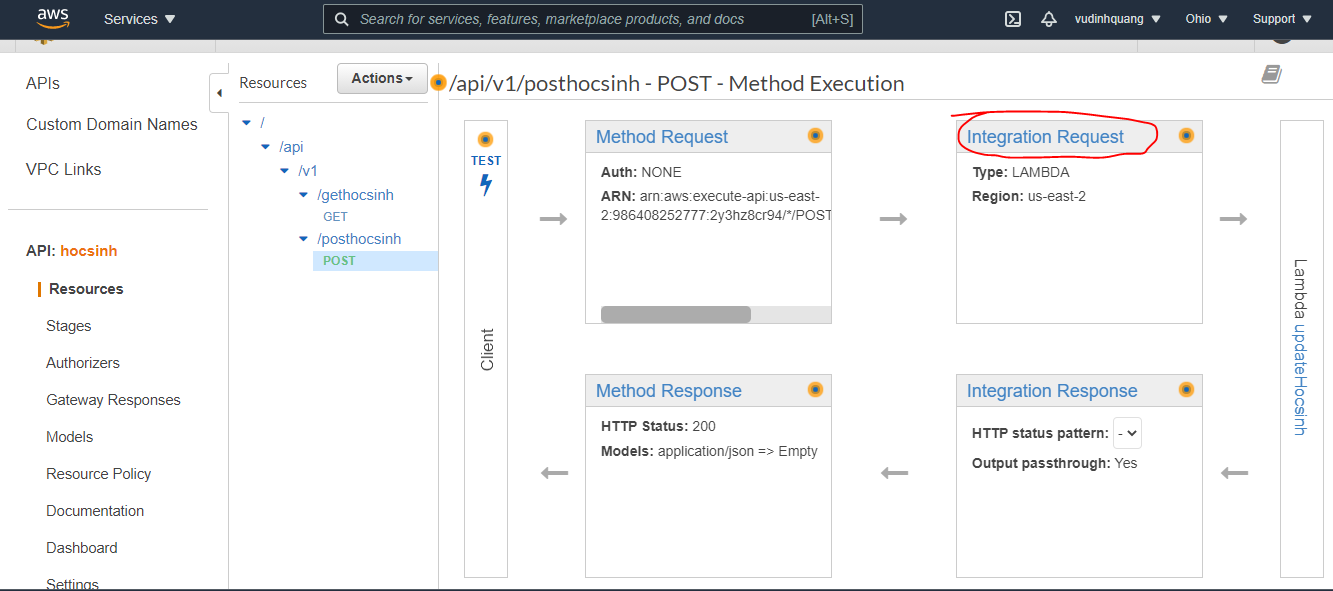 aws Services Search for services, features, marketplace products, and docs [Alt+S] vudinhquang Ohio Support
APIs
Custom Domain Names
VPC Links
API: hocsinh
Resources
Stages
Authorizers
Gateway Responses
Models
Resource Policy
Documentation
Dashboard
Settings
Resources Actions
/
/api
/v1
/gethocsinh
GET
/posthocsinh
POST
/api/v1/posthocsinh - POST - Method Execution
TEST
Client
Method Request
Auth: NONE
ARN: arn:aws:execute-api:us-east-
2:986408252777:2y3hz8cr94/*/POST
Integration Request
Type: LAMBDA
Region: us-east-2
Lambda updateHocsinh
Method Response
HTTP Status: 200
Models: application/json => Empty
Integration Response
HTTP status pattern: -
Output passthrough: Yes